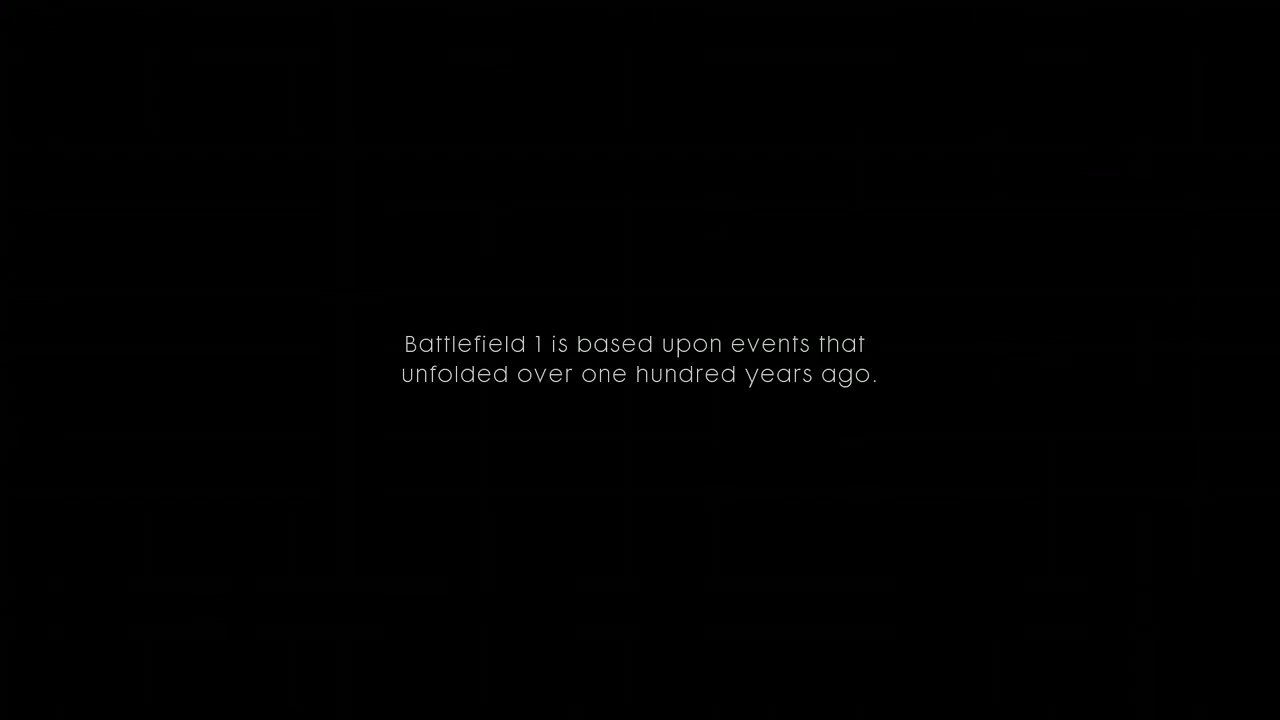 Battlefield 1 is based upon events that
unfolded over one hundred years ago.